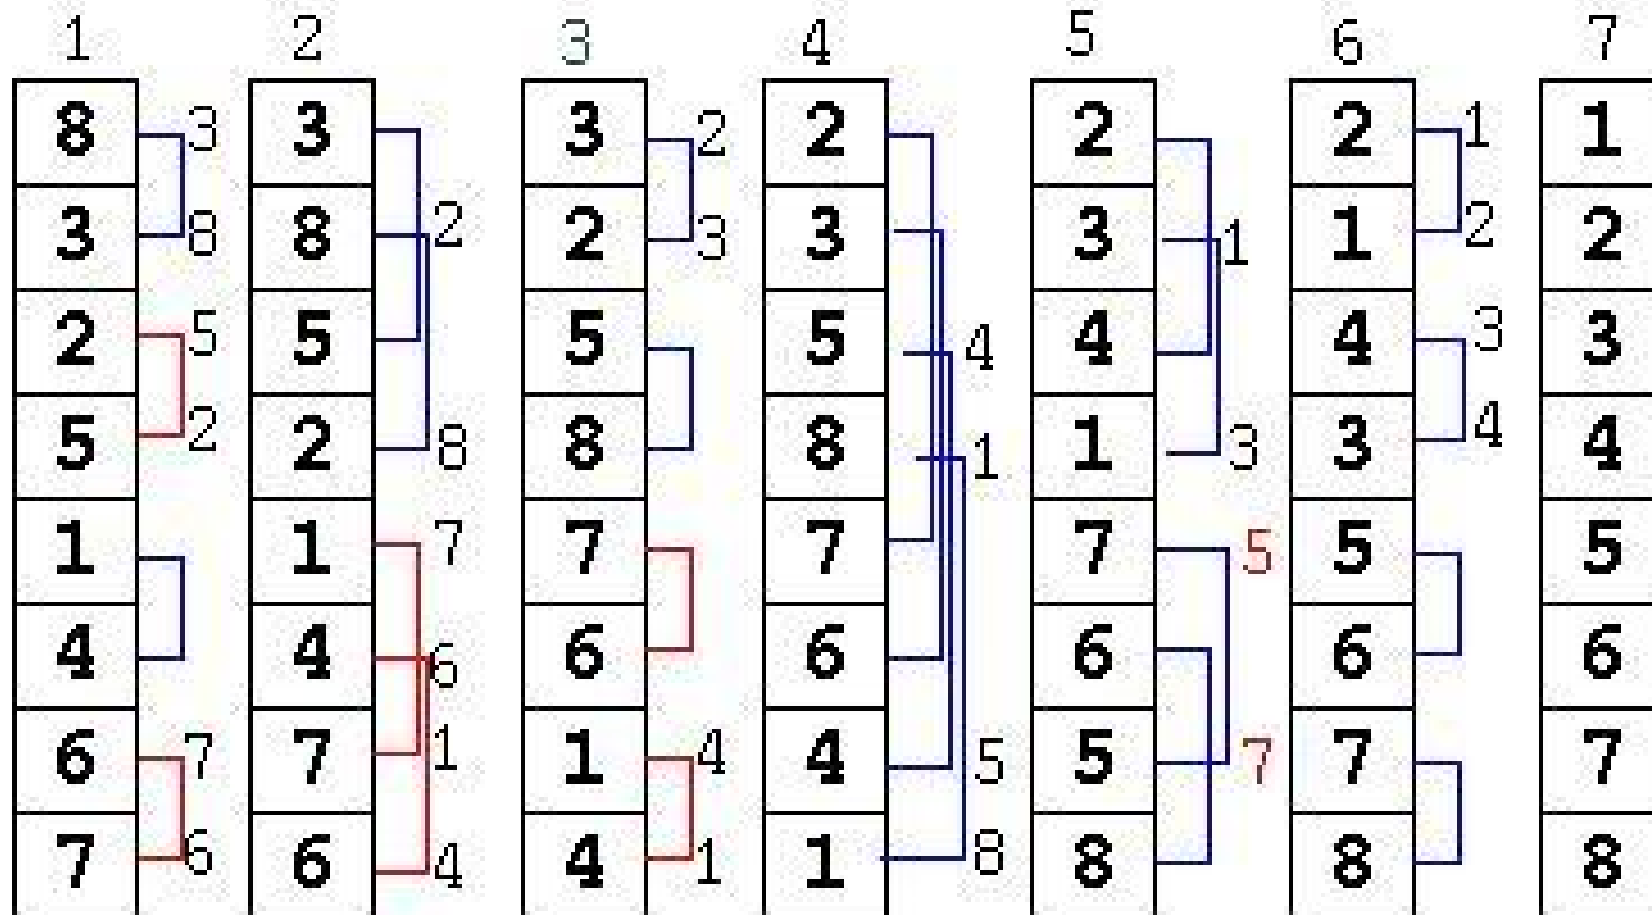 1 2 3 4 5 6 7
8 3 3 3 2 2 2 2 1 1
3 8 8 2 2 3 3 3 1 1 2 2
2 5 5 5 5 4 4 4 3 3
5 2 2 8 8 8 1 1 3 3 4 4
1 1 7 7 7 7 5 5 5
4 4 6 6 6 6 6 6
6 7 7 1 1 4 4 5 5 7 7 7
7 6 6 4 4 1 1 8 8 8 8